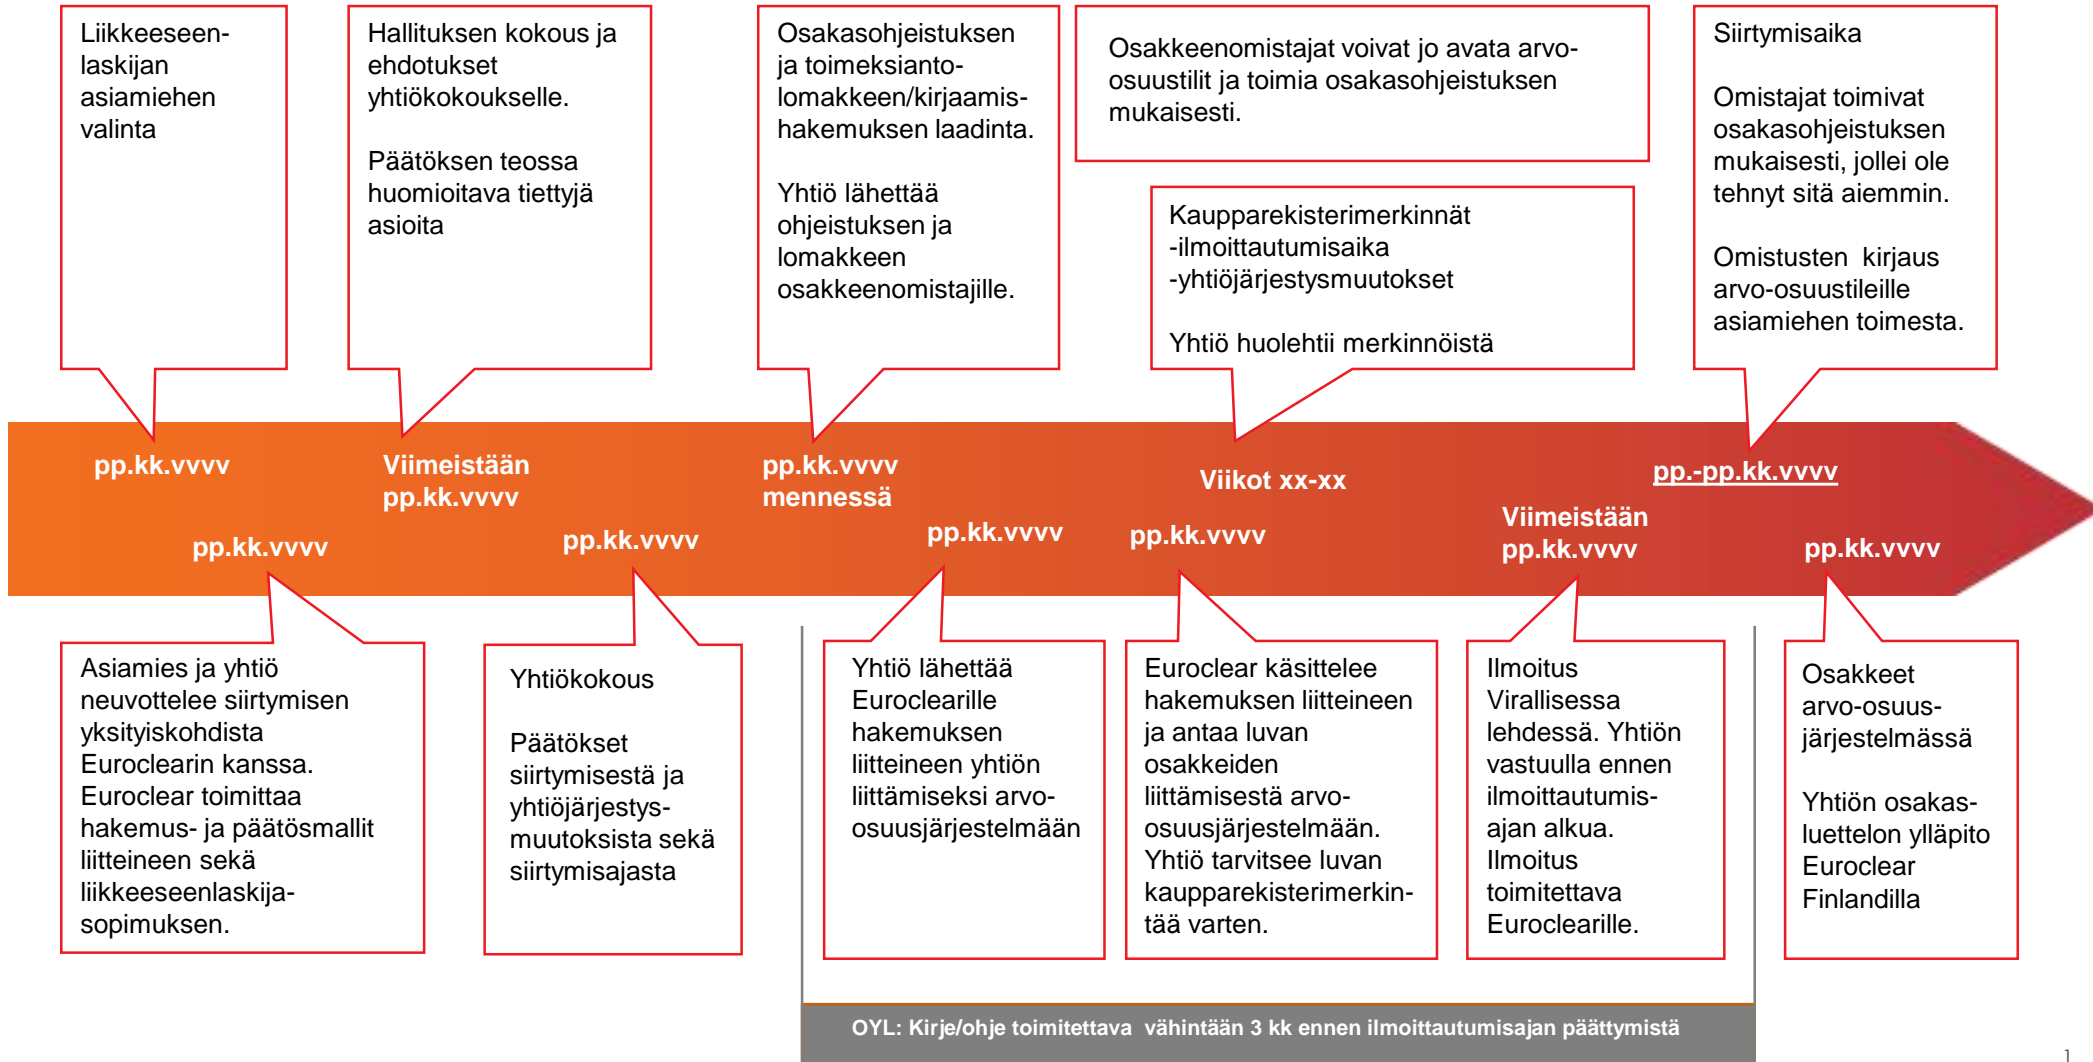 Liikkeeseen-
laskijan
asiamiehen
valinta
Hallituksen kokous ja
ehdotukset
yhtiökokoukselle.
Päätöksen teossa
huomioitava tiettyjä
asioita
Osakasohjeistuksen
ja toimeksianto-
lomakkeen/kirjaamis-
hakemuksen laadinta.
Yhtiö lähettää
ohjeistuksen ja
lomakkeen
osakkeenomistajille.
Osakkeenomistajat voivat jo avata arvo-
osuustilit ja toimia osakasohjeistuksen
mukaisesti.
Kaupparekisterimerkinnät
-ilmoittautumisaika
-yhtiöjärjestysmuutokset
Yhtiö huolehtii merkinnöistä
Siirtymisaika
Omistajat toimivat
osakasohjeistuksen
mukaisesti, jollei ole
tehnyt sitä aiemmin.
Omistusten kirjaus
arvo-osuustileille
asiamiehen toimesta.
pp.kk.vvvv
Viimeistään
pp.kk.vvvv
pp.kk.vvvv
mennessä
Viikot xx-xx
pp.-pp.kk.vvvv
pp.kk.vvvv
pp.kk.vvvv
pp.kk.vvvv
pp.kk.vvvv
Viimeistään
pp.kk.vvvv
pp.kk.vvvv
Asiamies ja yhtiö
neuvottelee siirtymisen
yksityiskohdista
Euroclearin kanssa.
Euroclear toimittaa
hakemus- ja päätösmallit
liitteineen sekä
liikkeeseenlaskija-
sopimuksen.
Yhtiökokous
Päätökset
siirtymisestä ja
yhtiöjärjestys-
muutoksista sekä
siirtymisajasta
Yhtiö lähettää
Euroclearille
hakemuksen
liitteineen yhtiön
liittämiseksi arvo-
osuusjärjestelmään
Euroclear käsittelee
hakemuksen liitteineen
ja antaa luvan
osakkeiden
liittämisestä arvo-
osuusjärjestelmään.
Yhtiö tarvitsee luvan
kaupparekisterimerkin-
tää varten.
Ilmoitus
Virallisessa
lehdessä. Yhtiön
vastuulla ennen
ilmoittautumis-
ajan alkua.
Ilmoitus
toimitettava
Euroclearille.
Osakkeet
arvo-osuus-
järjestelmässä
Yhtiön osakas-
luettelon ylläpito
Euroclear
Finlandilla
OYL: Kirje/ohje toimitettava vähintään 3 kk ennen ilmoittautumisajan päättymistä
1